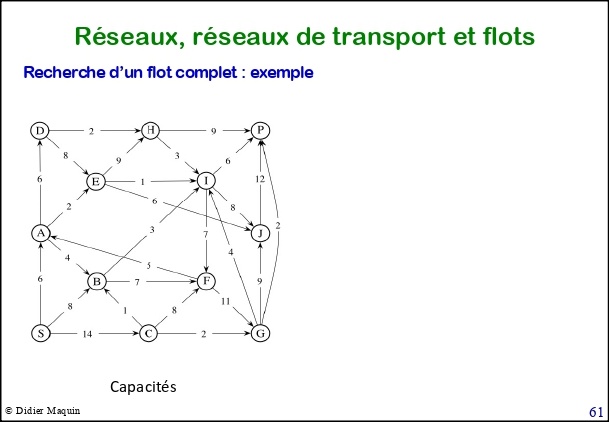 Réseaux, réseaux de transport et flots
Recherche d'un flot complet : exemple
D 2 H 9 P
8 9 3 6
6 E 1 I 12
2 6 8
A 3 7 J 2
4 5 4
B 7 F
6 8 1 8 11 9
S 14 C 2 G
Capacités
© Didier Maquin
61